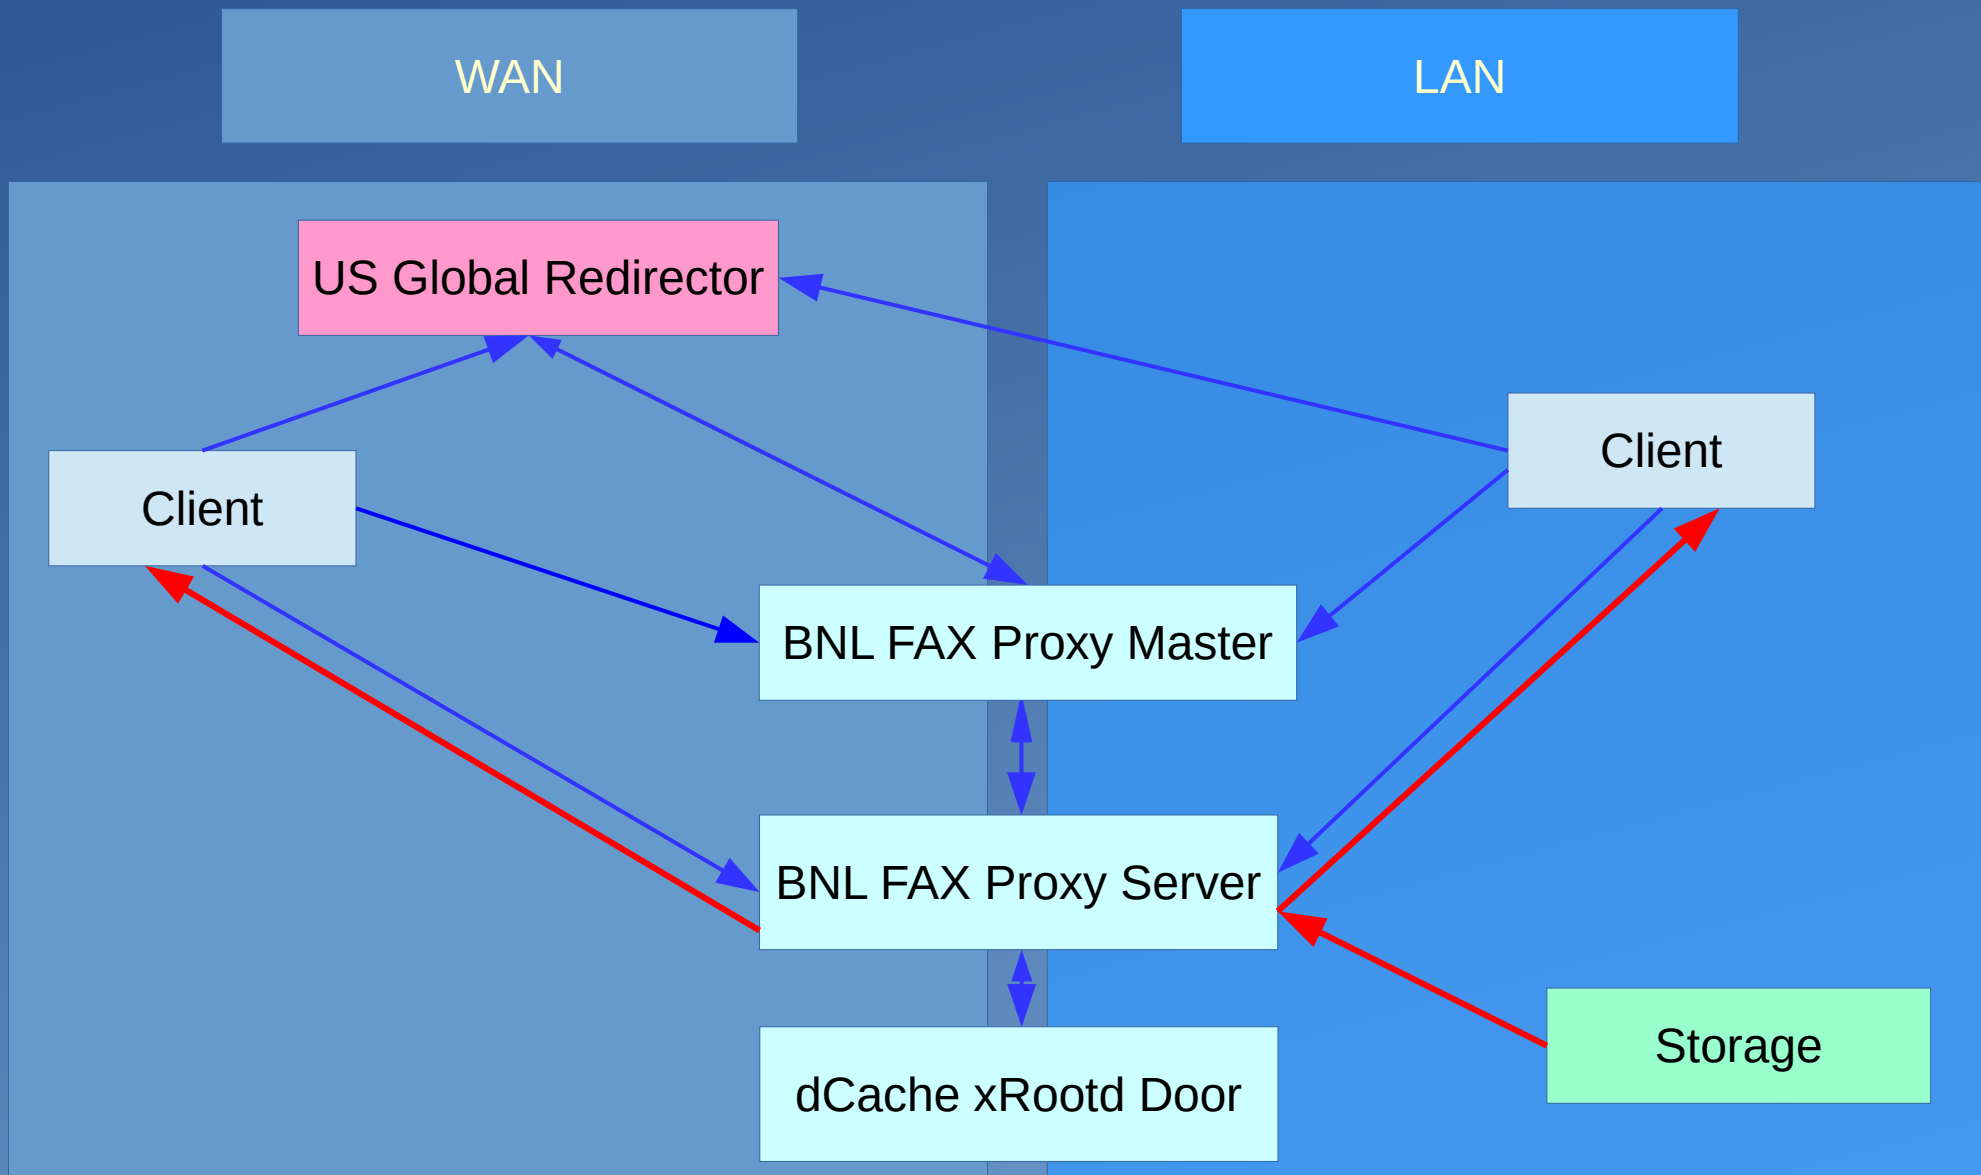 WAN
LAN
US Global Redirector
Client
Client
BNL FAX Proxy Master
BNL FAX Proxy Server
Storage
dCache xRootd Door